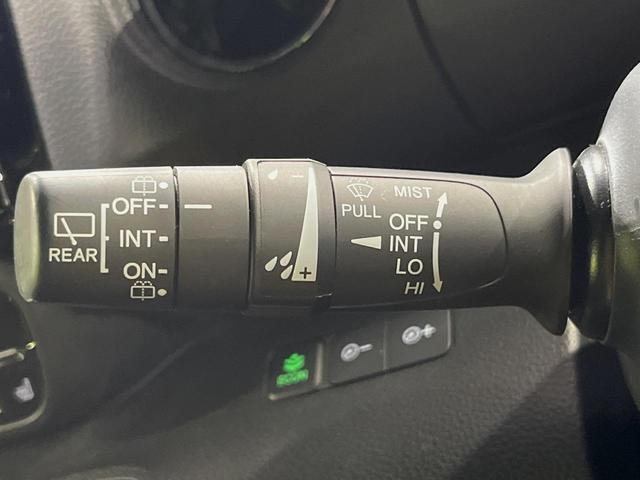 OFF
REAR
INT
ON
- +
PULL
MIST
OFF
INT
LO
HI
ECON
- +